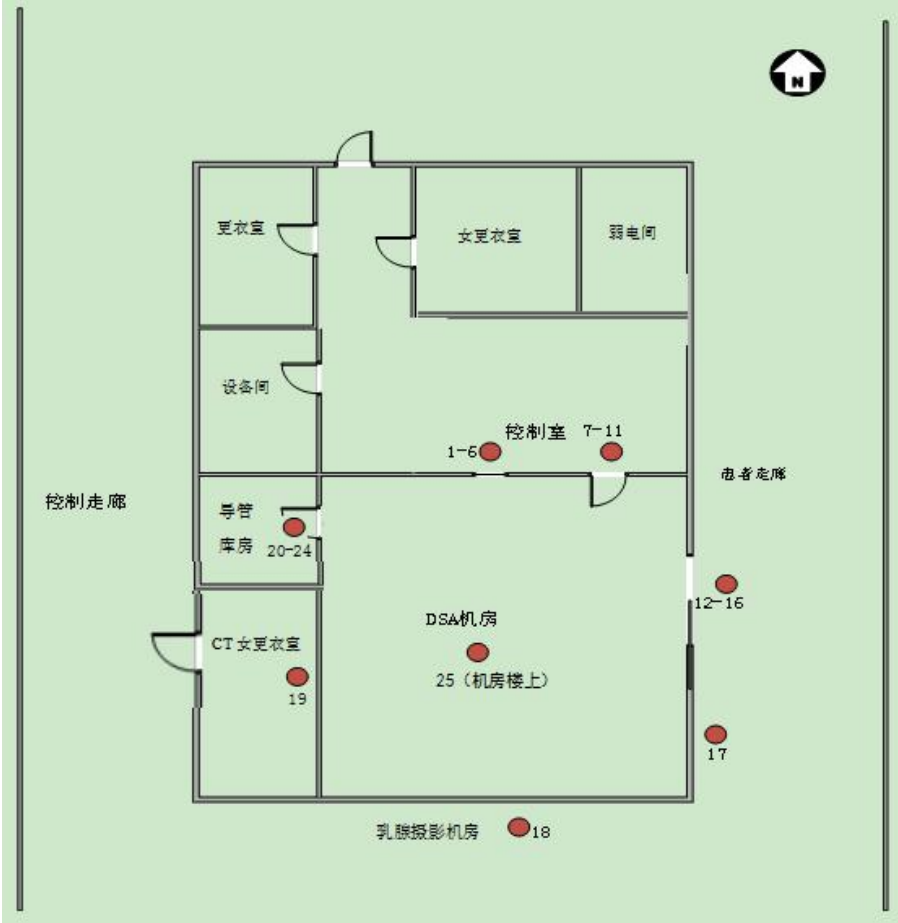 N
更衣室
女更衣室
弱电间
设备间
控制室 7-11
1-6
患者走廊
控制走廊
导管
库房 20-24
12-16
DSA机房
CT女更衣室
25（机房楼上）
19
17
乳腺摄影机房 18